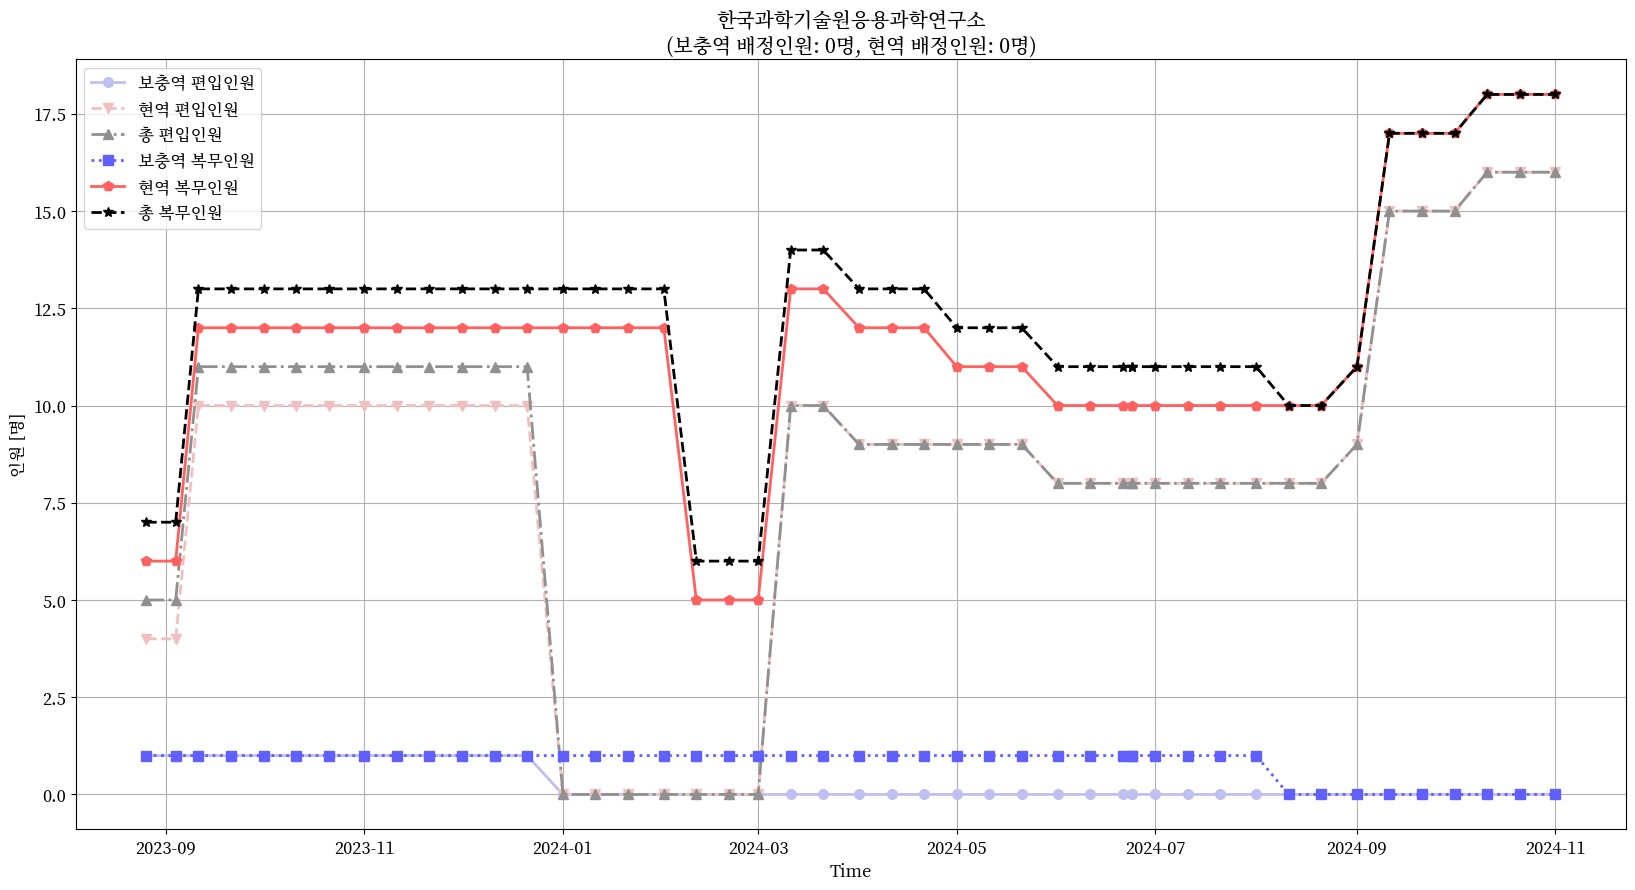 한국과학기술원응용과학연구소
(보충역 배정인원: 0명, 현역 배정인원: 0명)
보충역 편입인원
현역 편입인원
총 편입인원
보충역 복무인원
현역 복무인원
총 복무인원
17.5
15.0
12.5
10.0
7.5
5.0
2.5
0.0
인원 [명]
2023-09
2023-11
2024-01
2024-03
2024-05
2024-07
2024-09
2024-11
Time